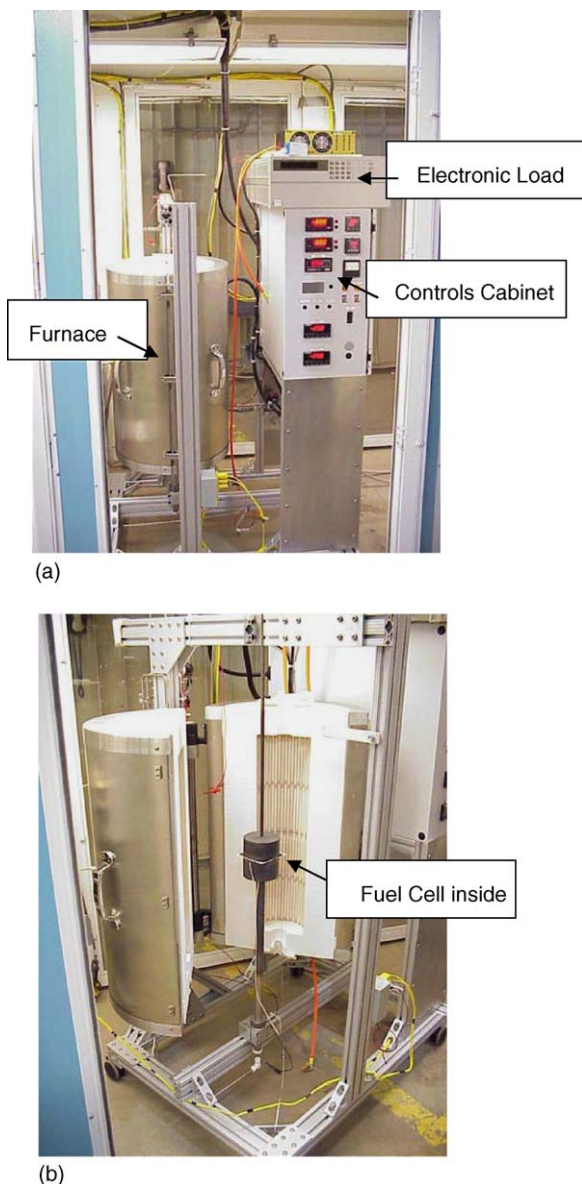 Electronic Load
Controls Cabinet
Furnace
(a)
Fuel Cell inside
(b)